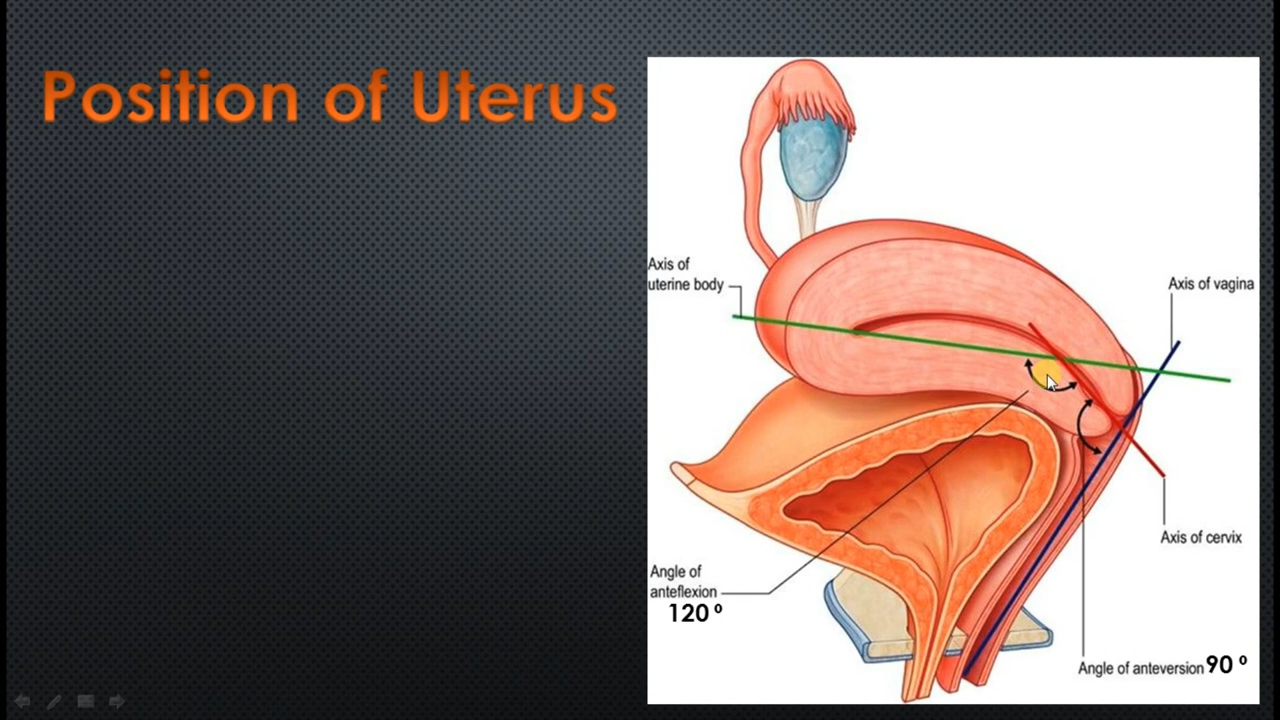 Position of Uterus
Axis of
uterine body
Axis of vagina
Axis of cervix
Angle of
anteflexion
120 º
Angle of anteversion 90 º